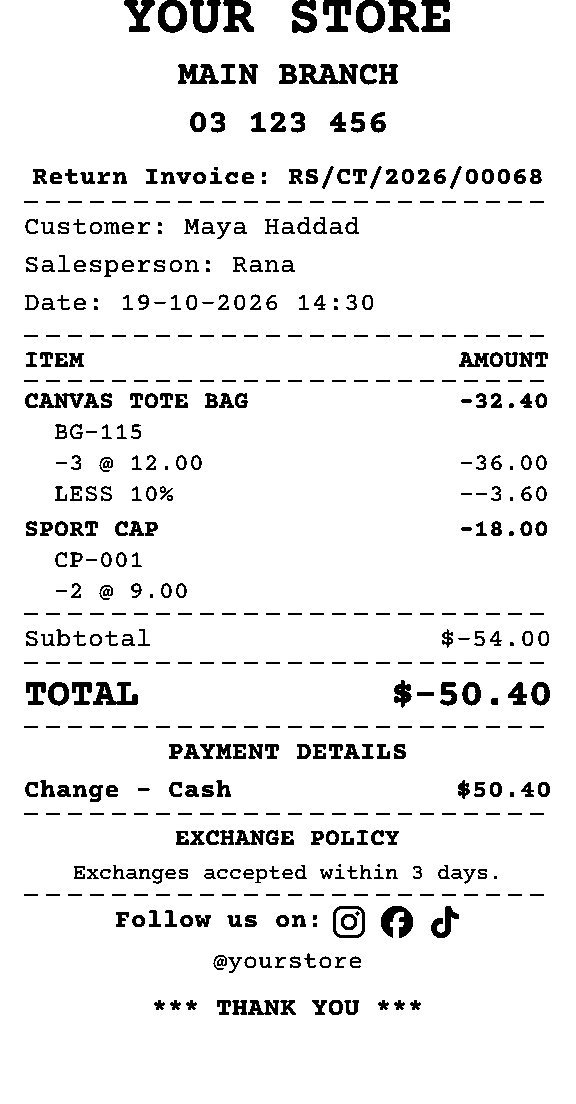 YOUR STORE
MAIN BRANCH
03 123 456
Return Invoice: RS/CT/2026/00068
Customer: Maya Haddad
Salesperson: Rana
Date: 19-10-2026 14:30
ITEM AMOUNT
CANVAS TOTE BAG -32.40
BG-115
-3 @ 12.00 -36.00
LESS 10% --3.60
SPORT CAP -18.00
CP-001
-2 @ 9.00
Subtotal $-54.00
TOTAL $-50.40
PAYMENT DETAILS
Change - Cash $50.40
EXCHANGE POLICY
Exchanges accepted within 3 days.
Follow us on:
@yourstore
*** THANK YOU ***